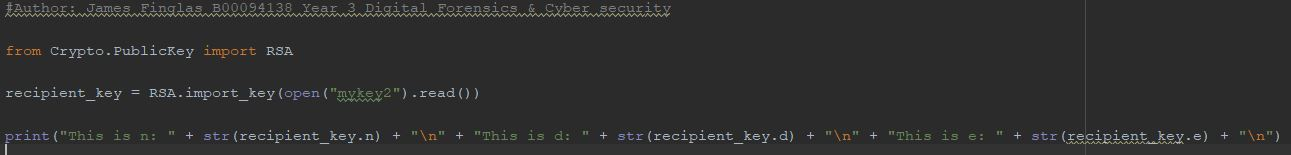 #Author: James Finglas B00094138 Year 3 Digital Forensics & Cyber security
from Crypto.PublicKey import RSA
recipient_key = RSA.import_key(open("mykey2").read())
print("This is n: " + str(recipient_key.n) + "\n" + "This is d: " + str(recipient_key.d) + "\n" + "This is e: " + str(recipient_key.e) + "\n")